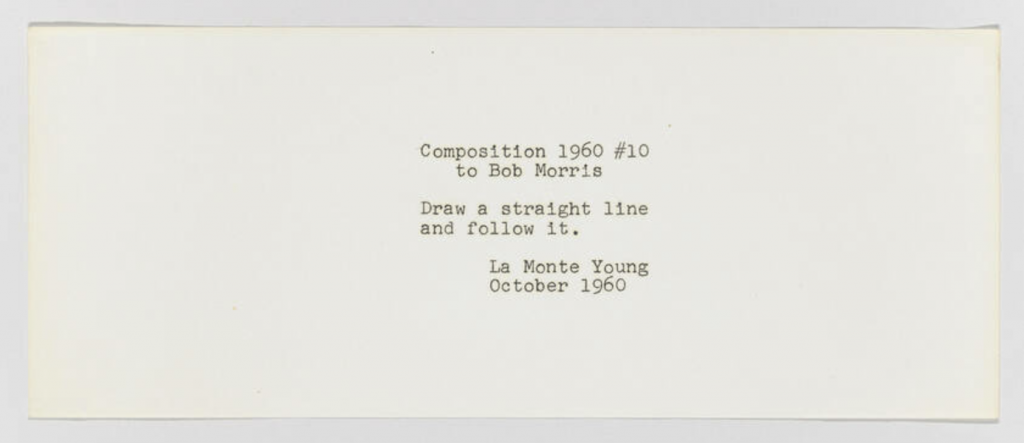 Composition 1960 #10
to Bob Morris
Draw a straight line
and follow it.
La Monte Young
October 1960